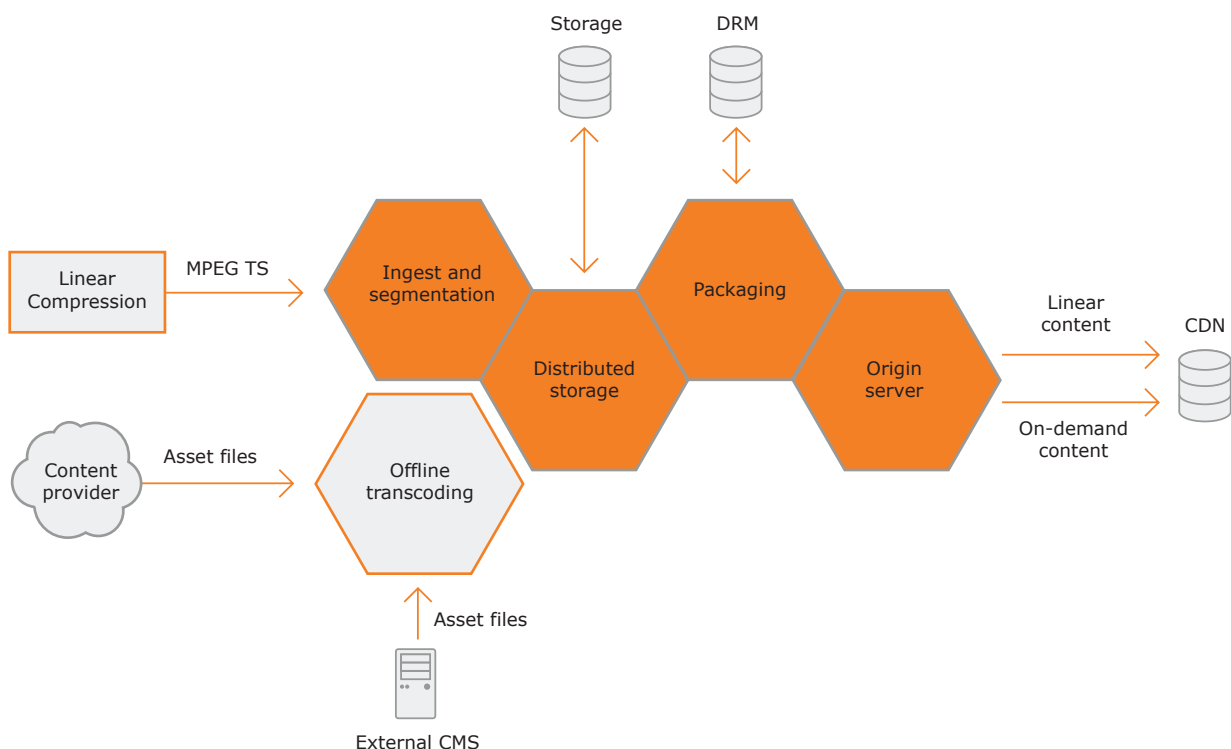 Storage
DRM
Linear
Compression
MPEG TS
Ingest and
segmentation
Distributed
storage
Packaging
Origin
server
Linear
content
CDN
On-demand
content
Content
provider
Asset files
Offline
transcoding
Asset files
External CMS